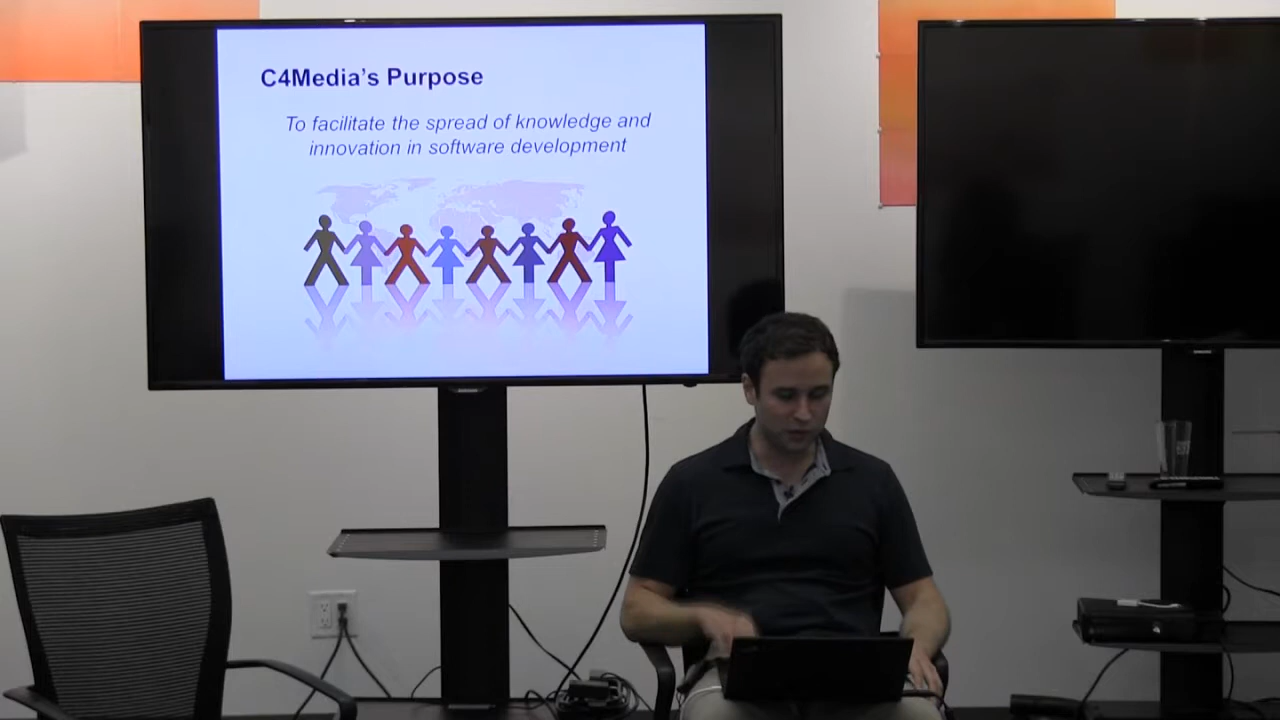 C4Media's Purpose
To facilitate the spread of knowledge and
innovation in software development